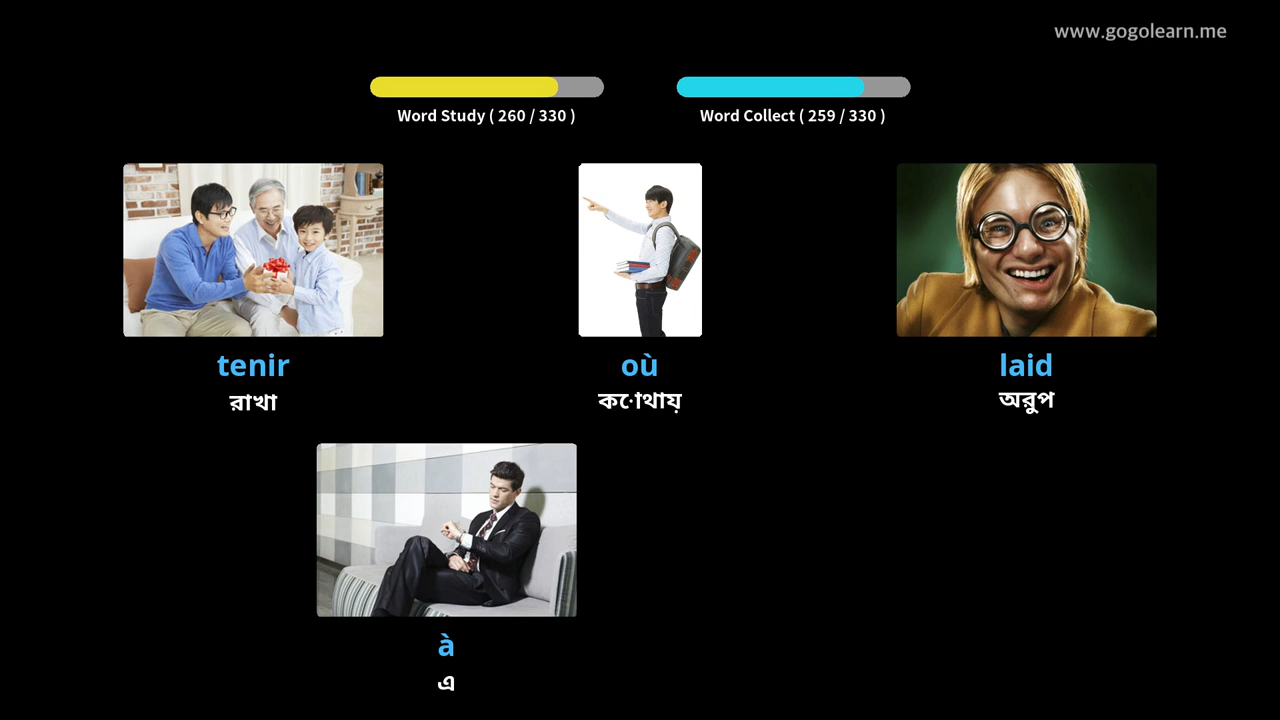 www.gogolearn.me
Word Study ( 260 / 330 )
Word Collect ( 259 / 330 )
tenir
রাখা
où
কোথায়
laid
অরুপ
à
এ